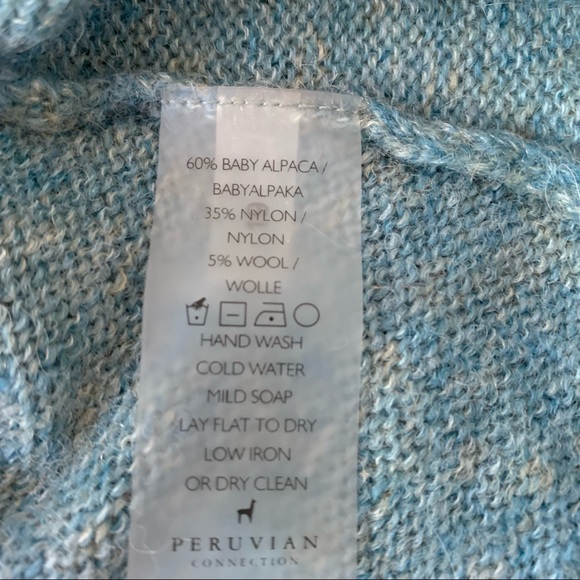 60% BABY ALPACA /
BABYALPAKA
35% NYLON /
NYLON
5% WOOL /
WOLLE
HAND WASH
COLD WATER
MILD SOAP
LAY FLAT TO DRY
LOW IRON
OR DRY CLEAN
PERUVIAN
CONNECTION